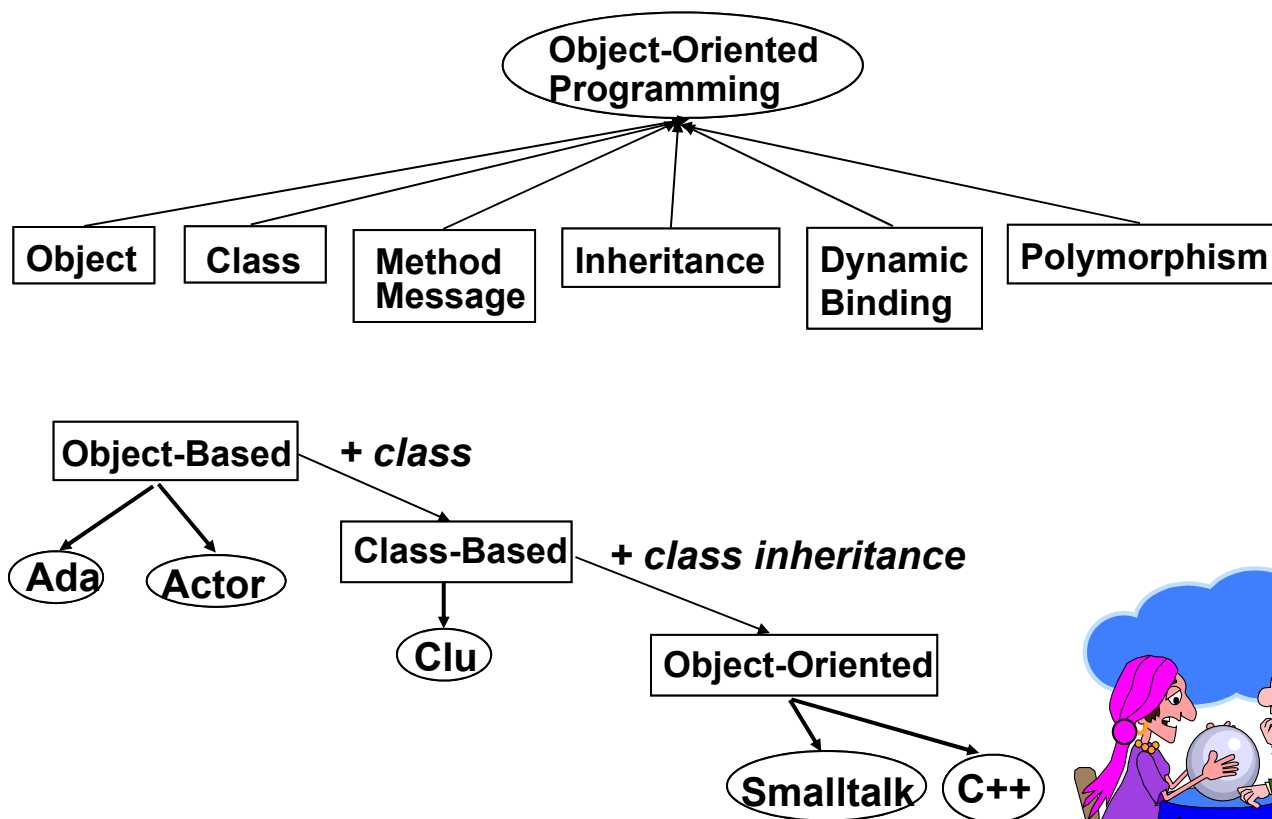 Object-Oriented
Programming
Object
Class
Method
Message
Inheritance
Dynamic
Binding
Polymorphism
Object-Based
+ class
Ada
Actor
Class-Based
+ class inheritance
Clu
Object-Oriented
Smalltalk
C++